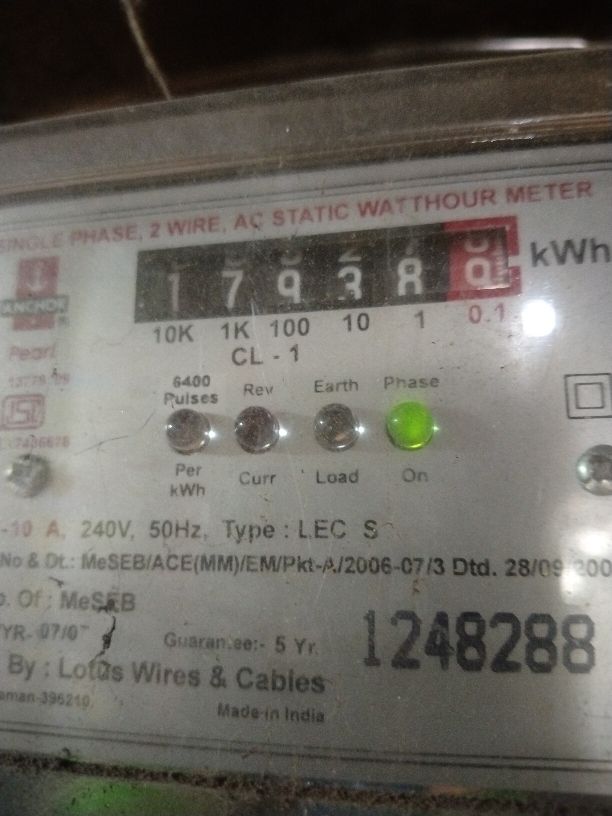 SINGLE PHASE, 2 WIRE, AC STATIC WATTHOUR METER
1 7 9 3 8 kWh
10K 1K 100 10 1 0.1
ANCHOR
Pearl
CL - 1
6400 Pulses Rev Earth Phase
Per kWh Curr Load On
-10 A, 240V, 50Hz, Type : LEC S
No & Dt.: MeSEB/ACE(MM)/EM/Pkt-A/2006-07/3 Dtd. 28/09
Of : MeSEB
Guarantee:- 5 Yr.
1248288
By : Lotus Wires & Cables
Made in India